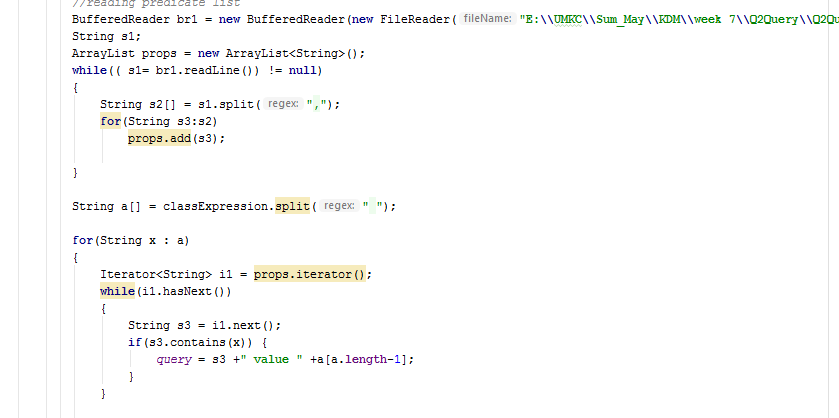 //reading predicate list
BufferedReader br1 = new BufferedReader(new FileReader( fileName: "E:\\UMKC\\Sum_May\\KDM\\week 7\\Q2Query\\Q2Qu
String s1;
ArrayList props = new ArrayList<String>();
while(( s1= br1.readLine()) != null)
{
String s2[] = s1.split( regex: ",");
for(String s3:s2)
props.add(s3);
}
String a[] = classExpression.split( regex: " ");
for(String x : a)
{
Iterator<String> i1 = props.iterator();
while(i1.hasNext())
{
String s3 = i1.next();
if(s3.contains(x)) {
query = s3 +" value " +a[a.length-1];
}
}